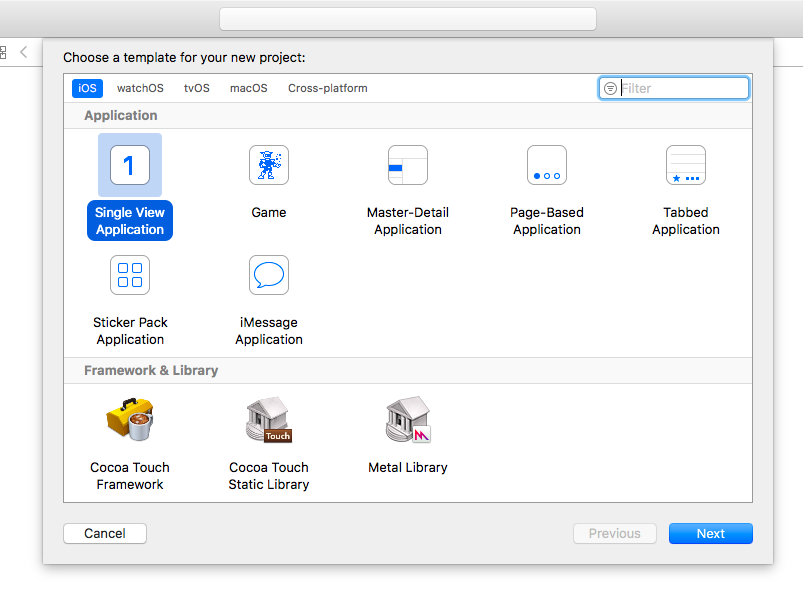 Choose a template for your new project:
iOS watchOS tvOS macOS Cross-platform Filter
Application
1
Single View Application
Game
Master-Detail Application
Page-Based Application
Tabbed Application
Sticker Pack Application
iMessage Application
Framework & Library
Touch
Cocoa Touch Framework
Cocoa Touch Static Library
Metal Library
Cancel Previous Next